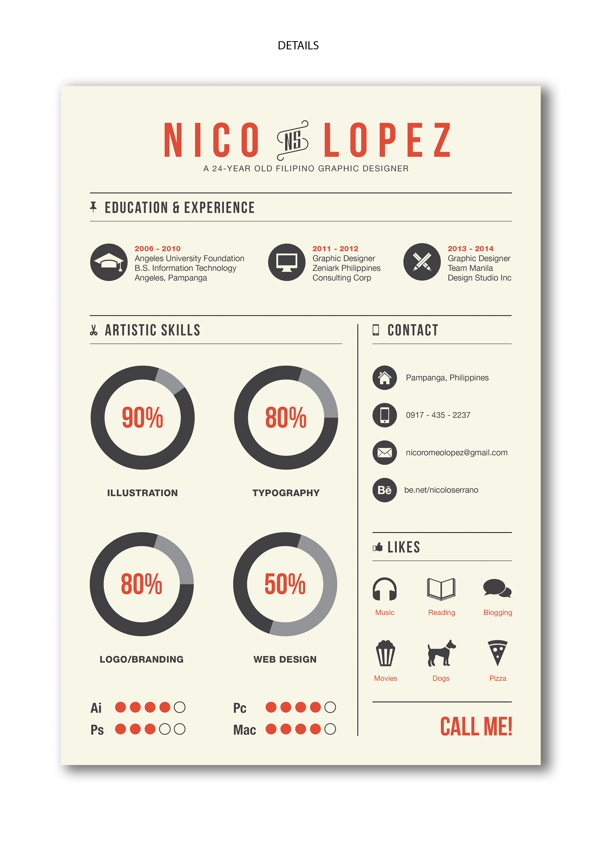 DETAILS
NICO NS LOPEZ
A 24-YEAR OLD FILIPINO GRAPHIC DESIGNER
EDUCATION & EXPERIENCE
2006 - 2010
Angeles University Foundation
B.S. Information Technology
Angeles, Pampanga
2011 - 2012
Graphic Designer
Zeniark Philippines
Consulting Corp
2013 - 2014
Graphic Designer
Team Manila
Design Studio Inc
ARTISTIC SKILLS
90%
80%
ILLUSTRATION
TYPOGRAPHY
80%
50%
LOGO/BRANDING
WEB DESIGN
Ai
Pc
Ps
Mac
CONTACT
Pampanga, Philippines
0917 - 435 - 2237
nicoromeolopez@gmail.com
Bē be.net/nicoloserrano
LIKES
Music Reading Blogging
Movies Dogs Pizza
CALL ME!